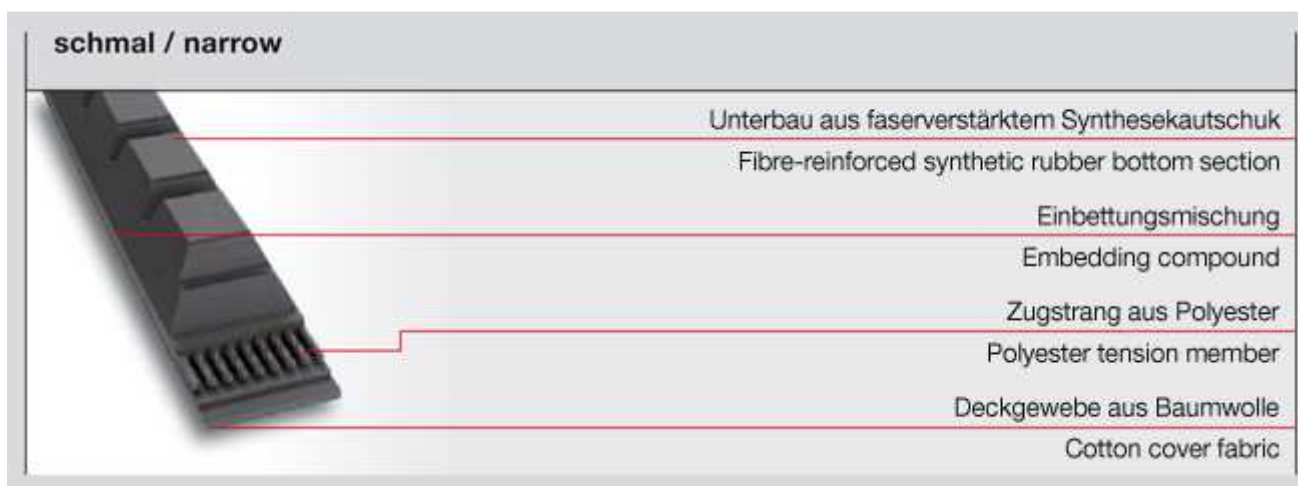 schmal / narrow
Unterbau aus faserverstärktem Synthesekautschuk
Fibre-reinforced synthetic rubber bottom section
Einbettungsmischung
Embedding compound
Zugstrang aus Polyester
Polyester tension member
Deckgewebe aus Baumwolle
Cotton cover fabric